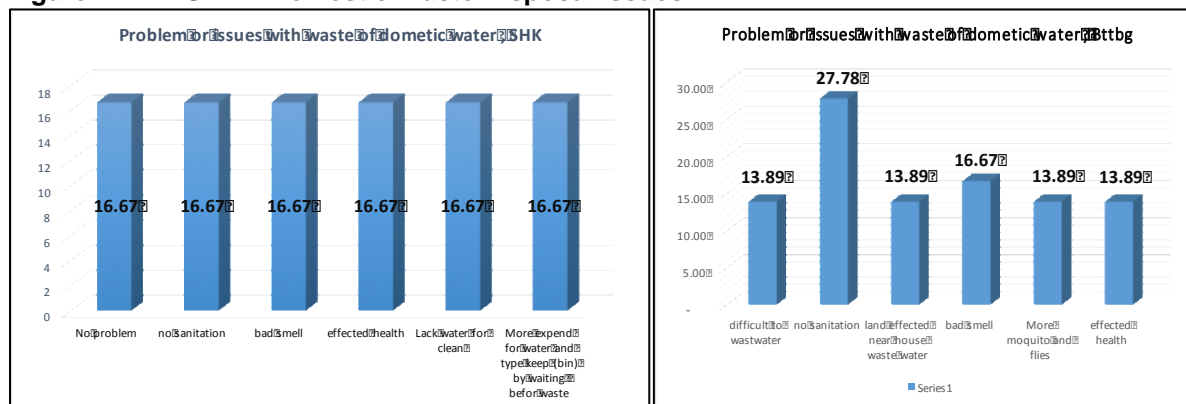 Problem or issues with waste of dometic water, SHK
18
16
14
12
10
8
6
4
2
0
16.67
16.67
16.67
16.67
16.67
16.67
No problem
no sanitation
bad smell
effected health
Lack water for
clean
More expend
for water and
type keep (bin)
by waiting
befor waste
Problem or issues with waste of dometic water, Bttbg
30.00
25.00
20.00
15.00
10.00
5.00
-
13.89
27.78
13.89
16.67
13.89
13.89
difficult to
wastwater
no sanitation
land effected
near house
waste water
bad smell
More
moquito and
flies
effected
health
Series1